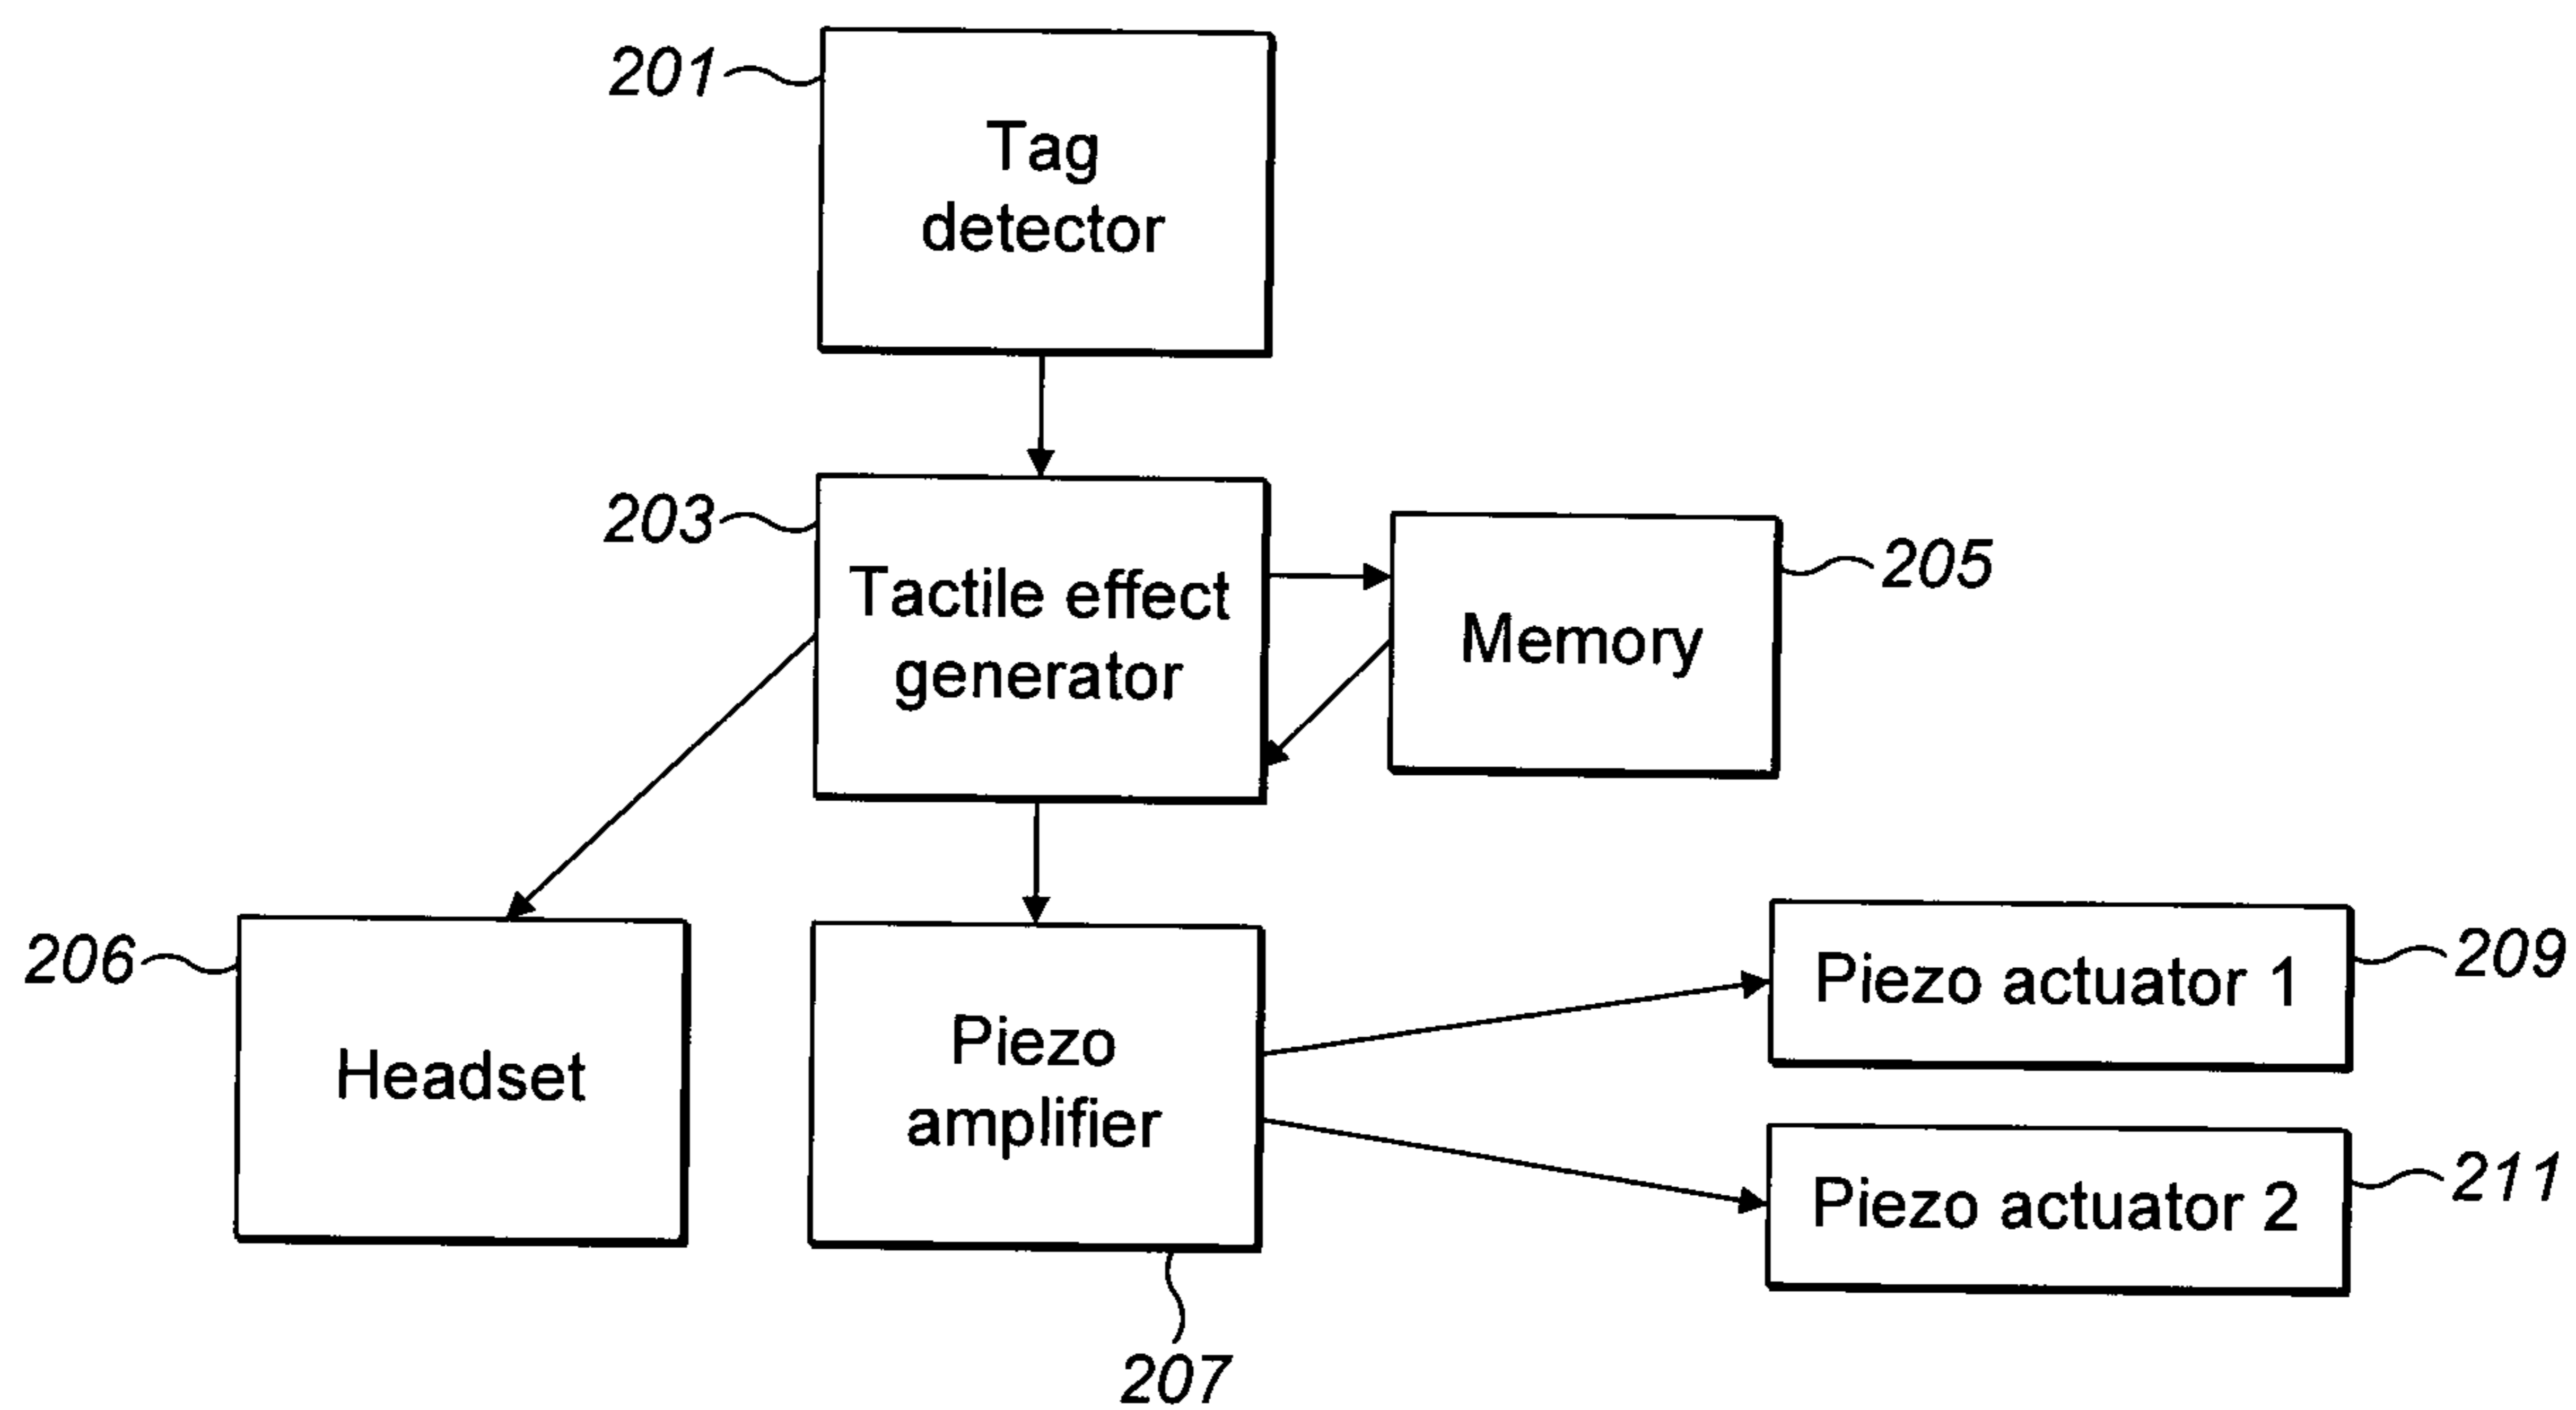 201
Tag
detector
203
Tactile effect
generator
Memory
205
206
Headset
Piezo
amplifier
207
Piezo actuator 1
209
Piezo actuator 2
211